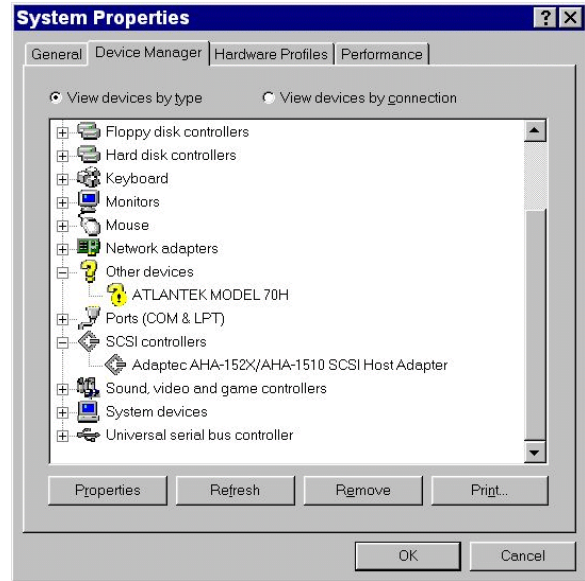 System Properties
? X
General Device Manager Hardware Profiles Performance
View devices by type View devices by connection
Floppy disk controllers
Hard disk controllers
Keyboard
Monitors
Mouse
Network adapters
Other devices
ATLANTEK MODEL 70H
Ports (COM & LPT)
SCSI controllers
Adaptec AHA-152X/AHA-1510 SCSI Host Adapter
Sound, video and game controllers
System devices
Universal serial bus controller
Properties Refresh Remove Print...
OK Cancel